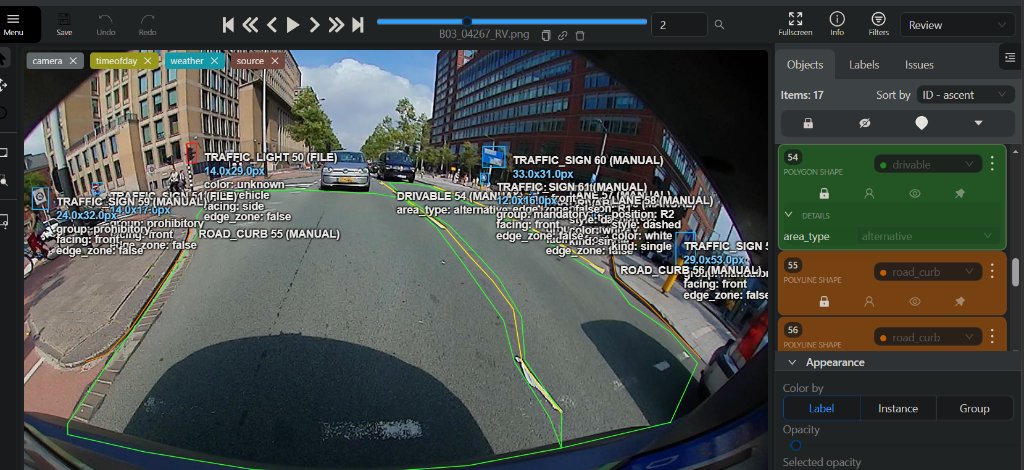 Menu
Save
Undo
Redo
B03_04267_RV.png
2
Fullscreen
Info
Filters
Review
camera
timeofday
weather
source
Objects
Labels
Issues
Items: 17
Sort by
ID - ascent
54
POLYGON SHAPE
drivable
DETAILS
area_type
alternative
55
POLYLINE SHAPE
road_curb
56
POLYLINE SHAPE
road_curb
Appearance
Color by
Label
Instance
Group
Opacity
Selected opacity
TRAFFIC_LIGHT 50 (FILE)
14.0x29.0px
color: unknown
facing: side
edge_zone: false
TRAFFIC_SIGN 59 (MANUAL)
24.0x32.0px
group: prohibitory
facing: front
edge_zone: false
ROAD_CURB 55 (MANUAL)
TRAFFIC_SIGN 60 (MANUAL)
33.0x31.0px
DRIVABLE 54 (MAN
area_type: alternati
TRAFFIC_SIGN 61 (MANUAL)
12.0x16.0px
group: mandatory
facing: front
edge_zone: false
LANE 58 (MANUAL)
position: R2
style: dashed
color: white
kind: single
ROAD_CURB 56 (MANUAL)
TRAFFIC_SIGN
29.0x53.0px
facing: front
edge_zone: false